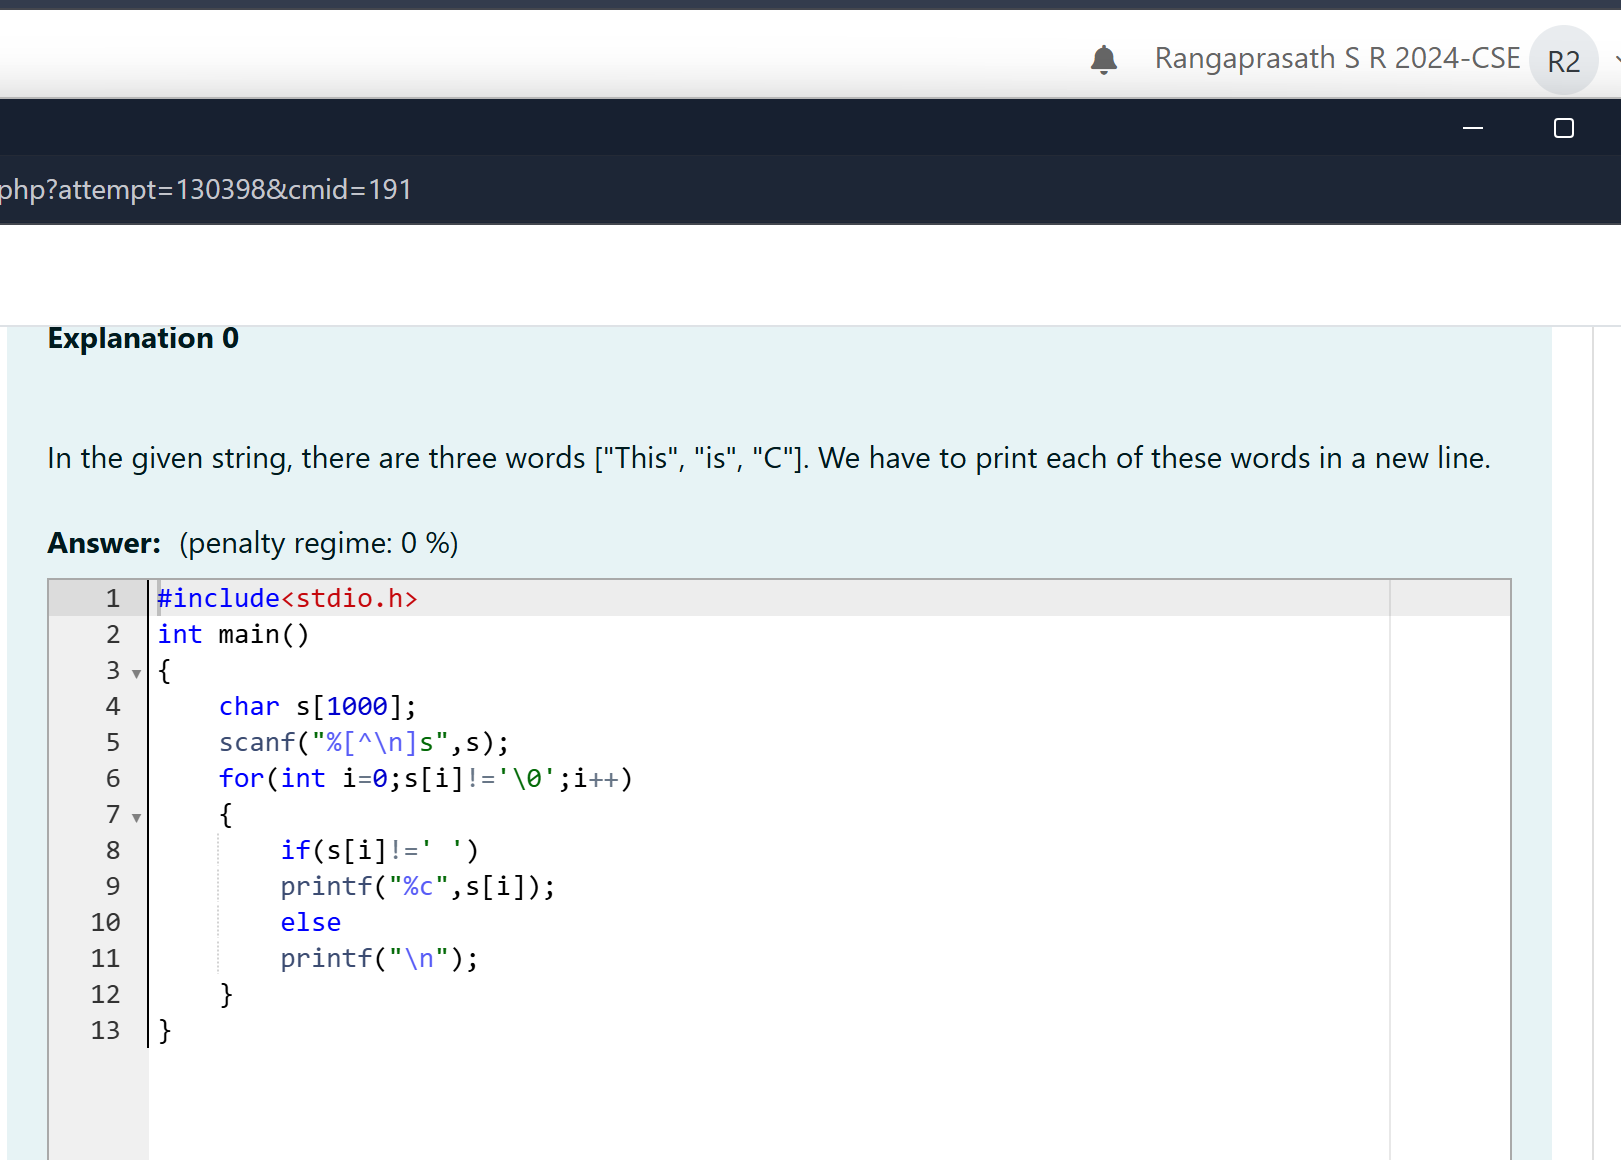 Rangaprasath S R 2024-CSE R2
php?attempt=130398&cmid=191
Explanation 0
In the given string, there are three words ["This", "is", "C"]. We have to print each of these words in a new line.
Answer: (penalty regime: 0 %)
1 #include<stdio.h>
2 int main()
3 {
4     char s[1000];
5     scanf("%[^\n]s",s);
6     for(int i=0;s[i]!='\0';i++)
7     {
8         if(s[i]!=' ')
9         printf("%c",s[i]);
10         else
11         printf("\n");
12     }
13 }